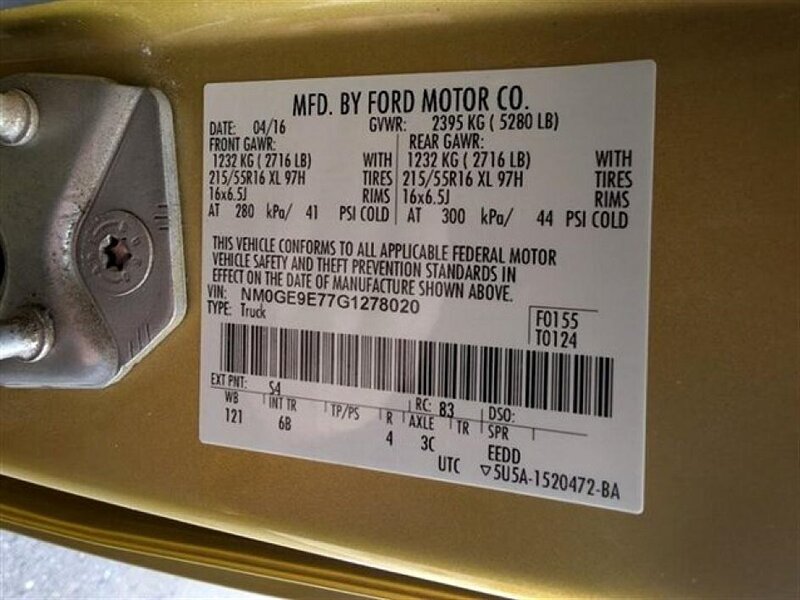 MFD. BY FORD MOTOR CO.
DATE: 04/16 GVWR: 2395 KG ( 5280 LB)
FRONT GAWR: REAR GAWR:
1232 KG ( 2716 LB) WITH 1232 KG ( 2716 LB) WITH
215/55R16 XL 97H TIRES 215/55R16 XL 97H TIRES
16x6.5J RIMS 16x6.5J RIMS
AT 280 kPa/ 41 PSI COLD AT 300 kPa/ 44 PSI COLD
THIS VEHICLE CONFORMS TO ALL APPLICABLE FEDERAL MOTOR
VEHICLE SAFETY AND THEFT PREVENTION STANDARDS IN
EFFECT ON THE DATE OF MANUFACTURE SHOWN ABOVE.
VIN: NM0GE9E77G1278020
TYPE: Truck
F0155
T0124
EXT PNT: S4 RC: 83 DSO:
WB INT TR TP/PS R AXLE TR SPR
121 6B 4 3C EEDD
UTC ▽5U5A-1520472-BA